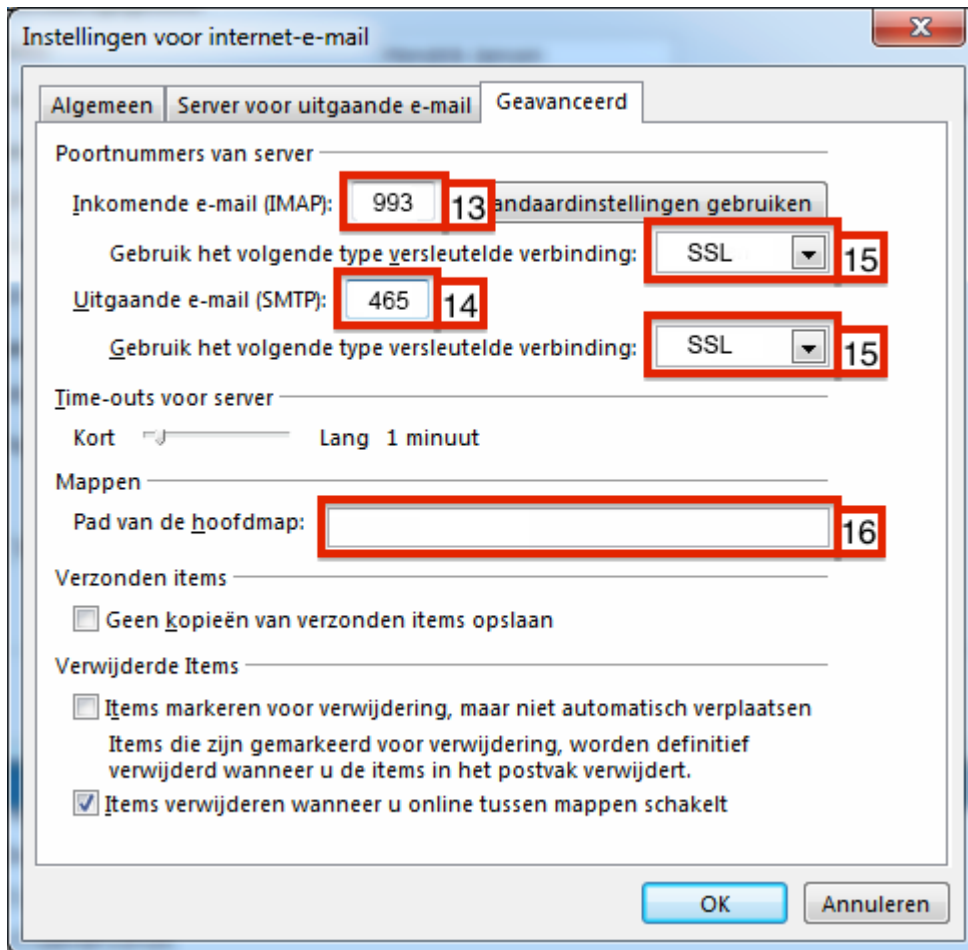 Instellingen voor internet-e-mail
Algemeen Server voor uitgaande e-mail Geavanceerd
Poortnummers van server
Inkomende e-mail (IMAP): 993 13 andaardinstellingen gebruiken
Gebruik het volgende type versleutelde verbinding: SSL 15
Uitgaande e-mail (SMTP): 465 14
Gebruik het volgende type versleutelde verbinding: SSL 15
Time-outs voor server
Kort Lang 1 minuut
Mappen
Pad van de hoofdmap: 16
Verzonden items
Geen kopieën van verzonden items opslaan
Verwijderde Items
Items markeren voor verwijdering, maar niet automatisch verplaatsen
Items die zijn gemarkeerd voor verwijdering, worden definitief
verwijderd wanneer u de items in het postvak verwijdert.
Items verwijderen wanneer u online tussen mappen schakelt
OK Annuleren